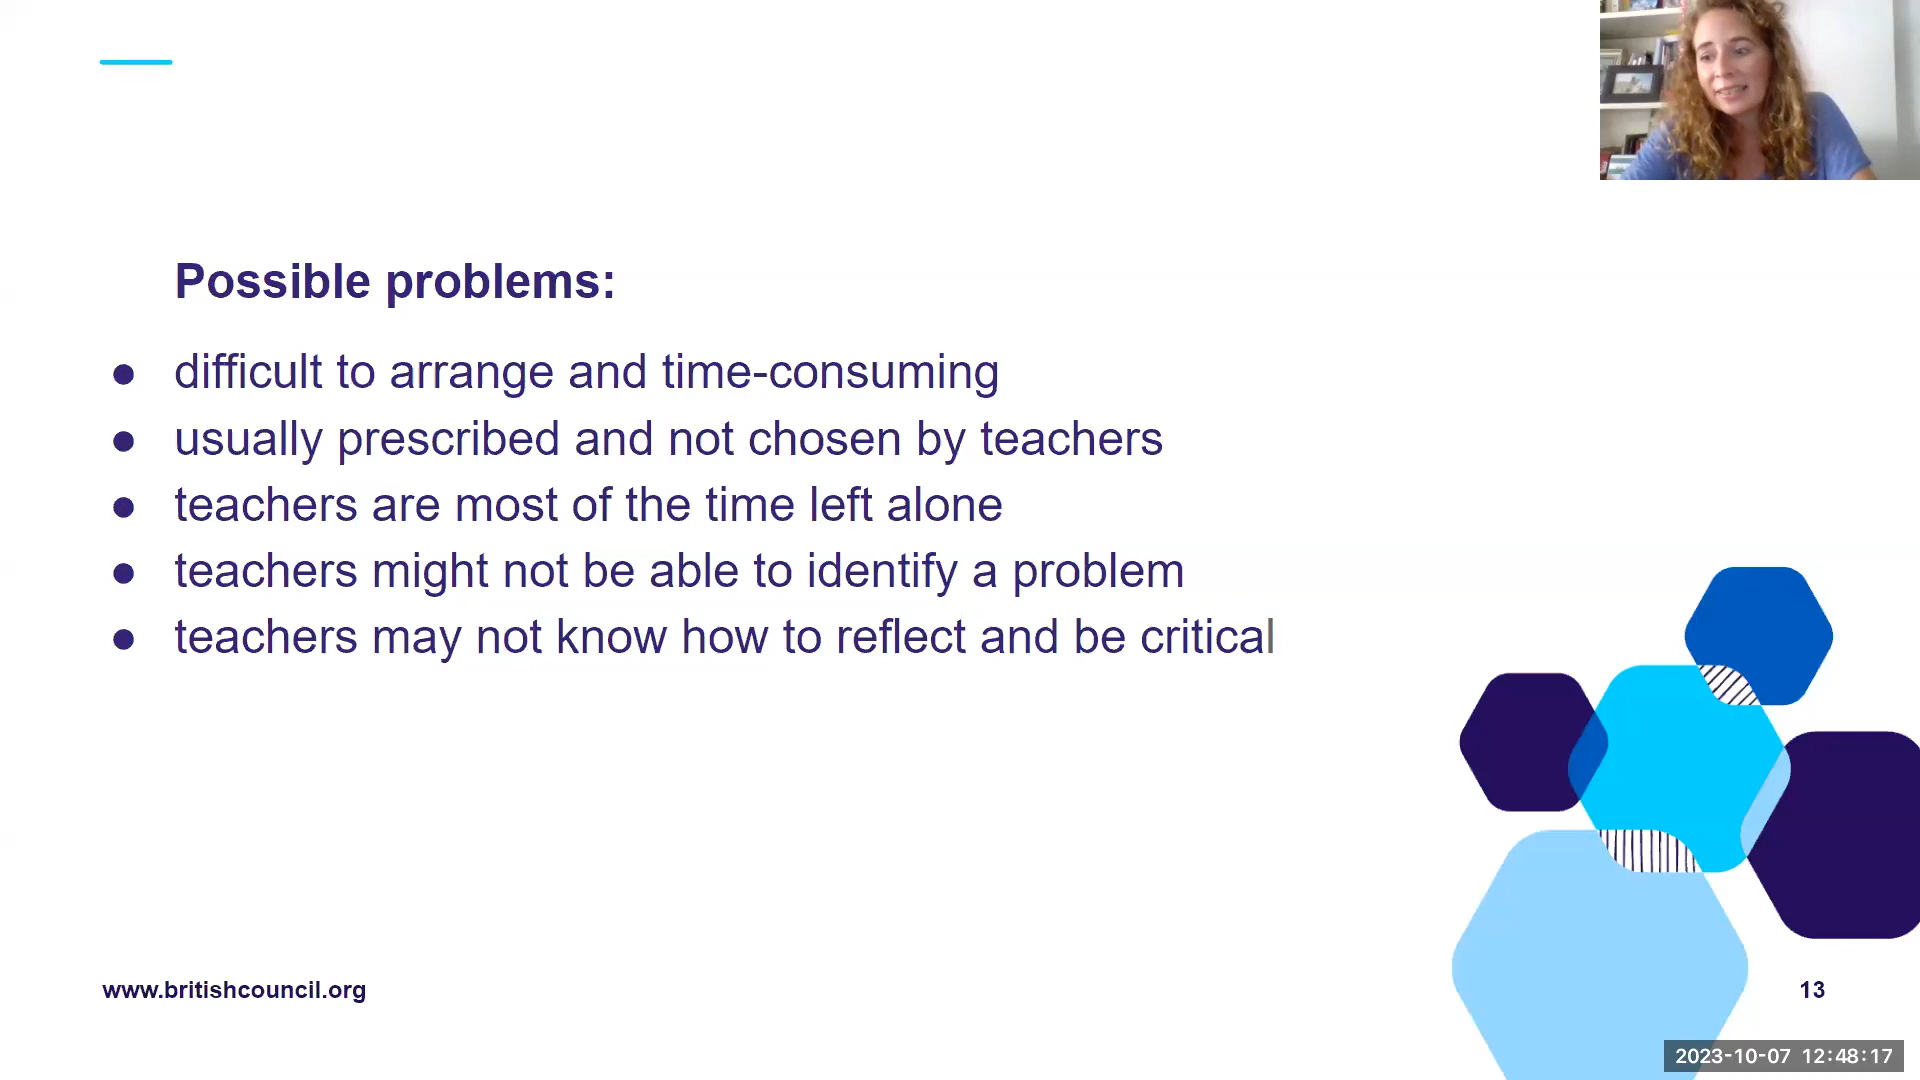 Possible problems:
● difficult to arrange and time-consuming
● usually prescribed and not chosen by teachers
● teachers are most of the time left alone
● teachers might not be able to identify a problem
● teachers may not know how to reflect and be critical
www.britishcouncil.org
13
2023-10-07 12:48:17